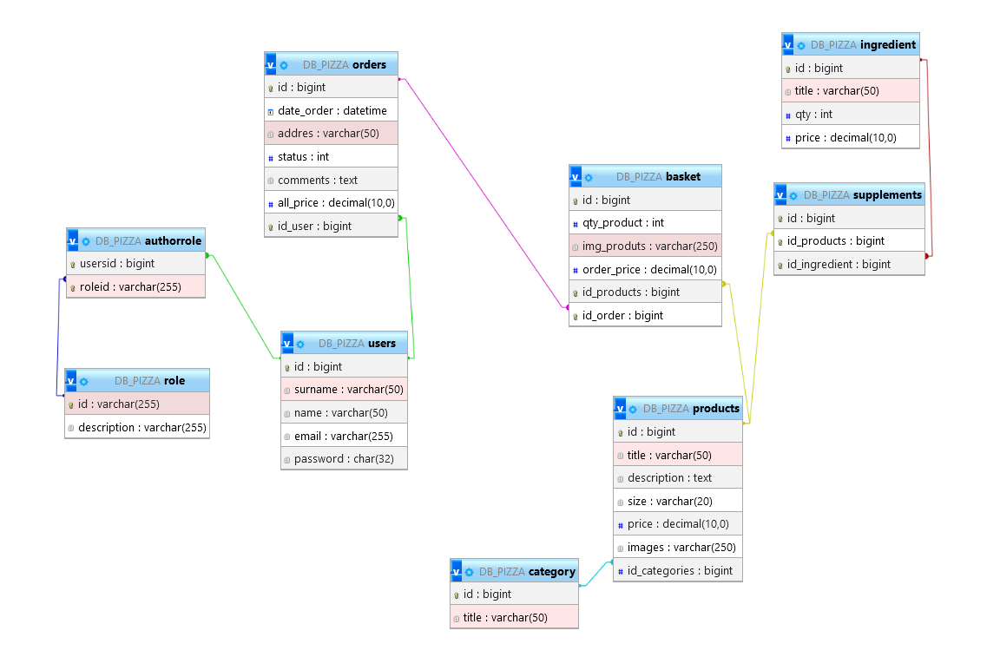 DB_PIZZA ingredient
id : bigint
title : varchar(50)
qty : int
price : decimal(10,0)
DB_PIZZA orders
id : bigint
date_order : datetime
addres : varchar(50)
status : int
comments : text
all_price : decimal(10,0)
id_user : bigint
DB_PIZZA basket
id : bigint
qty_product : int
img_produts : varchar(250)
order_price : decimal(10,0)
id_products : bigint
id_order : bigint
DB_PIZZA supplements
id : bigint
id_products : bigint
id_ingredient : bigint
DB_PIZZA authorrole
usersid : bigint
roleid : varchar(255)
DB_PIZZA users
id : bigint
surname : varchar(50)
name : varchar(50)
email : varchar(255)
password : char(32)
DB_PIZZA role
id : varchar(255)
description : varchar(255)
DB_PIZZA products
id : bigint
title : varchar(50)
description : text
size : varchar(20)
price : decimal(10,0)
images : varchar(250)
id_categories : bigint
DB_PIZZA category
id : bigint
title : varchar(50)